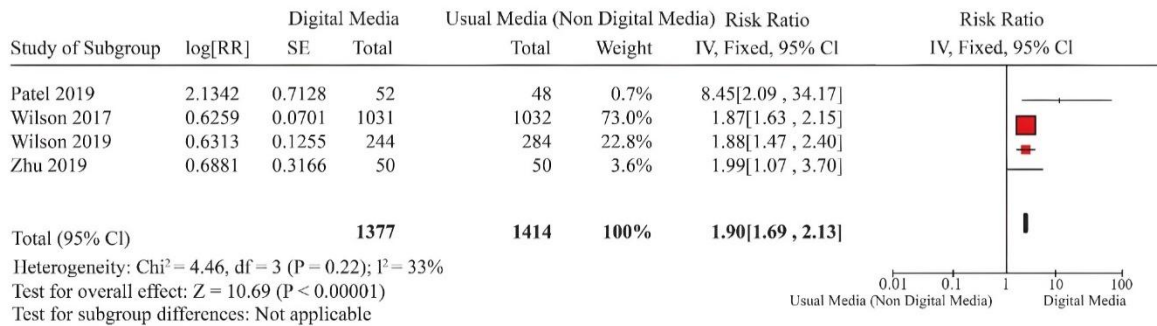 Digital Media Usual Media (Non Digital Media) Risk Ratio Risk Ratio
Study of Subgroup log[RR] SE Total Total Weight IV, Fixed, 95% Cl IV, Fixed, 95% Cl
Patel 2019 2.1342 0.7128 52 48 0.7% 8.45[2.09 , 34.17]
Wilson 2017 0.6259 0.0701 1031 1032 73.0% 1.87[1.63 , 2.15]
Wilson 2019 0.6313 0.1255 244 284 22.8% 1.88[1.47 , 2.40]
Zhu 2019 0.6881 0.3166 50 50 3.6% 1.99[1.07 , 3.70]
Total (95% Cl) 1377 1414 100% 1.90[1.69 , 2.13]
Heterogeneity: Chi² = 4.46, df = 3 (P = 0.22); l² = 33%
Test for overall effect: Z = 10.69 (P < 0.00001)
Test for subgroup differences: Not applicable
0.01 0.1 1 10 100
Usual Media (Non Digital Media) Digital Media